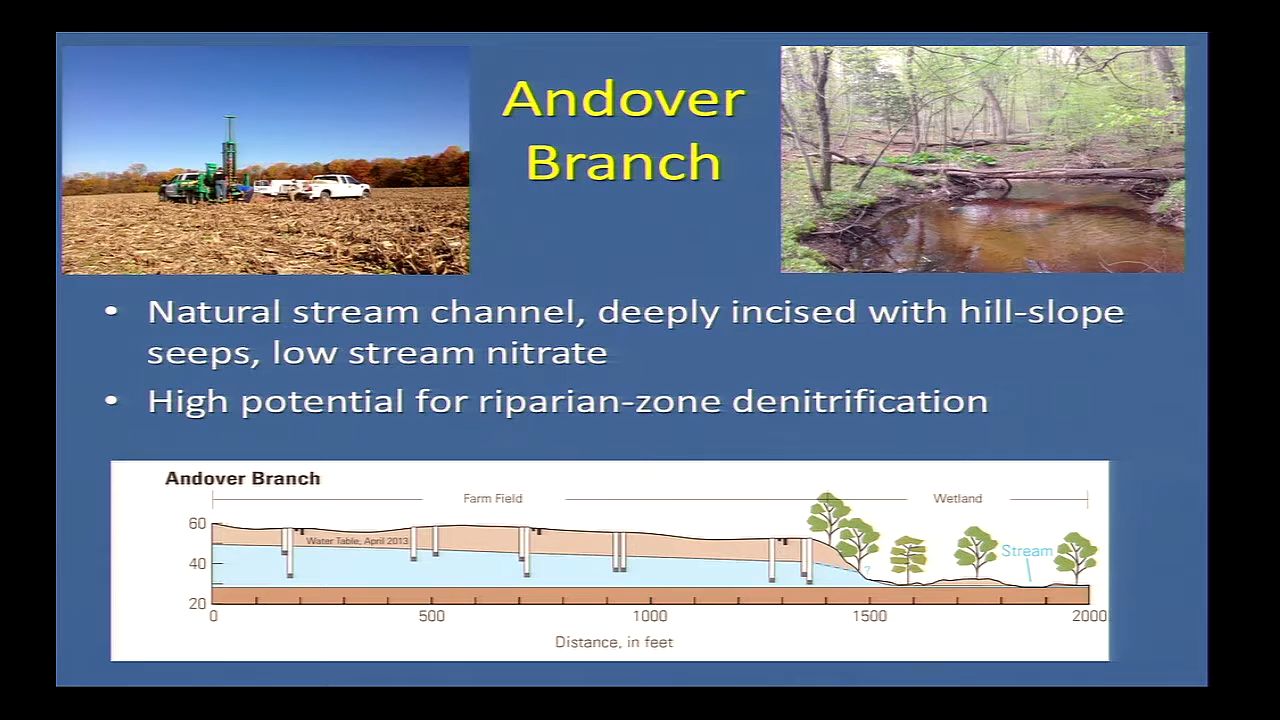 Andover
Branch
• Natural stream channel, deeply incised with hill-slope
seeps, low stream nitrate
• High potential for riparian-zone denitrification
Andover Branch
Farm Field
Wetland
60
Water Table, April 2013
Stream
?
40
20
0 500 1000 1500 2000
Distance, in feet